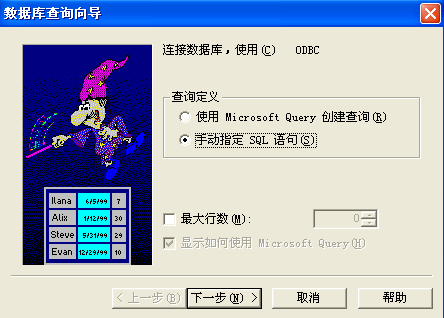 数据库查询向导
连接数据库，使用(C) ODBC
查询定义
使用 Microsoft Query 创建查询(R)
手动指定 SQL 语句(S)
Ilana 6/5/99 7
Alix 1/12/99 30
Steve 5/31/99 29
Evan 12/29/99 10
最大行数(M): 0
显示如何使用 Microsoft Query(H)
< 上一步(B) 下一步(N) > 取消 帮助